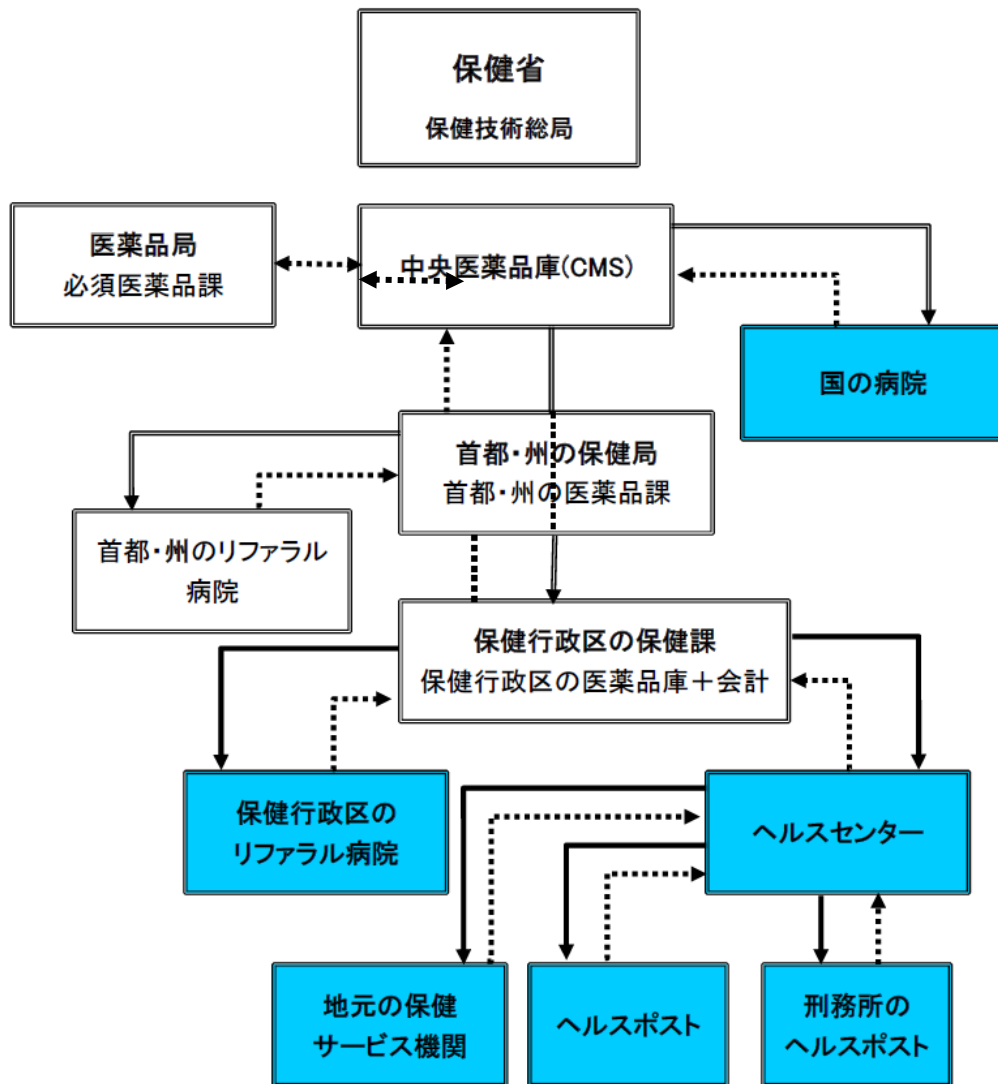 保健省
保健技術総局
医薬品局
必須医薬品課
中央医薬品庫(CMS)
国の病院
首都・州の保健局
首都・州の医薬品課
首都・州のリファラル
病院
保健行政区の保健課
保健行政区の医薬品庫＋会計
保健行政区の
リファラル病院
ヘルスセンター
地元の保健
サービス機関
ヘルスポスト
刑務所の
ヘルスポスト